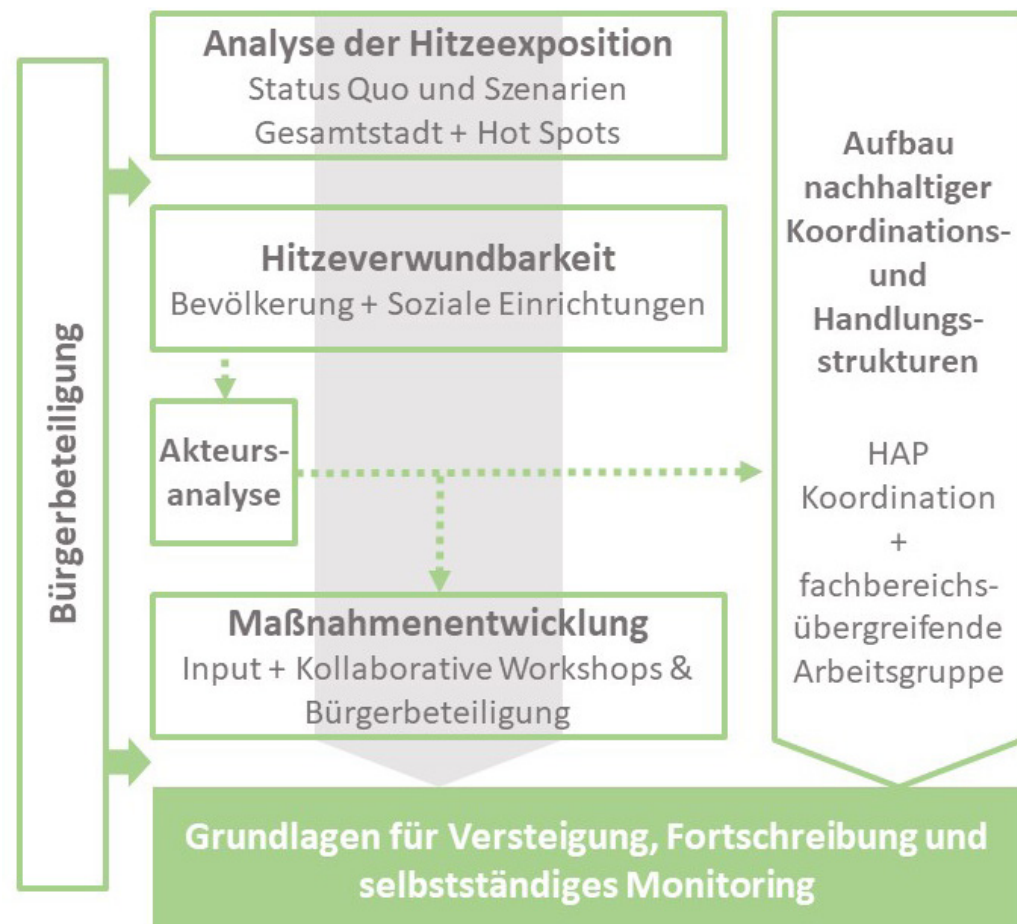 Bürgerbeteiligung
Analyse der Hitzeexposition
Status Quo und Szenarien
Gesamtstadt + Hot Spots
Hitzeverwundbarkeit
Bevölkerung + Soziale Einrichtungen
Akteurs-
analyse
Maßnahmenentwicklung
Input + Kollaborative Workshops &
Bürgerbeteiligung
Aufbau
nachhaltiger
Koordinations-
und
Handlungs-
strukturen
HAP
Koordination
+
fachbereichs-
übergreifende
Arbeitsgruppe
Grundlagen für Versteigung, Fortschreibung und
selbstständiges Monitoring